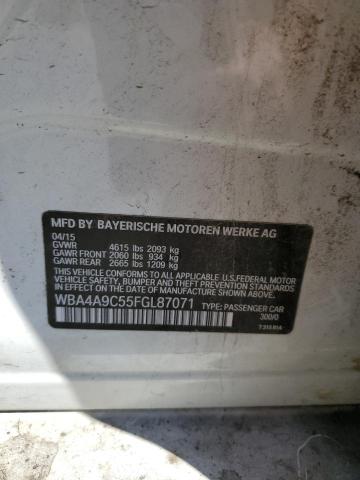 MFD BY BAYERISCHE MOTOREN WERKE AG
04/15
GVWR 4615 lbs 2093 kg
GAWR FRONT 2060 lbs 934 kg
GAWR REAR 2665 lbs 1209 kg
THIS VEHICLE CONFORMS TO ALL APPLICABLE U.S. FEDERAL MOTOR
VEHICLE SAFETY, BUMPER AND THEFT PREVENTION STANDARDS
IN EFFECT ON THE DATE OF MANUFACTURE SHOWN ABOVE.
WBA4A9C55FGL87071 TYPE: PASSENGER CAR
300/0